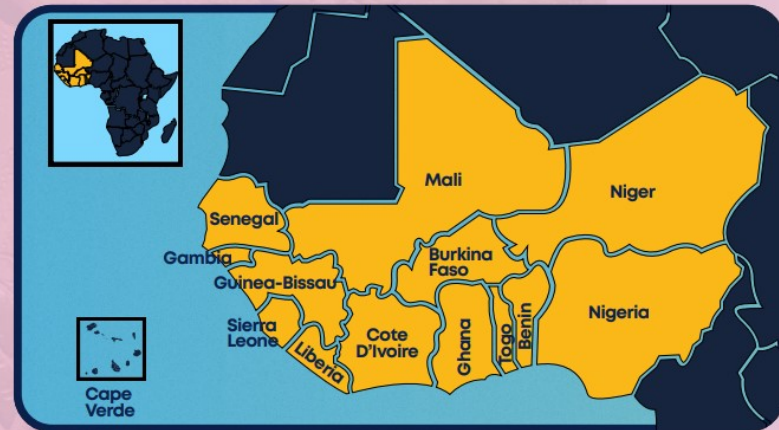 Mali
Niger
Senegal
Burkina
Faso
Gambia
Guinea-Bissau
Nigeria
Sierra
Leone
Liberia
Cote
D'Ivoire
Ghana
Togo
Benin
Cape
Verde